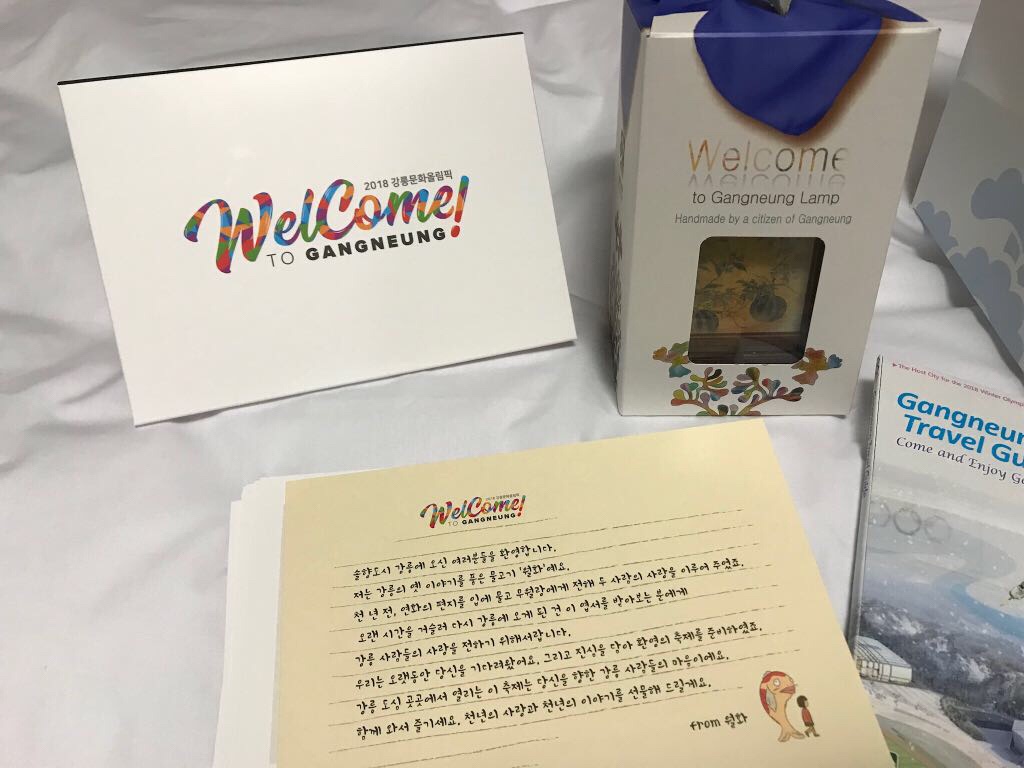 2018 강릉문화올림픽
WelCome!
TO GANGNEUNG
Welcome
to Gangneung Lamp
Handmade by a citizen of Gangneung
▶The Host City for the 2018 Winter
Gangneun
Travel Gu
Come and Enjoy
2018 강릉문화올림픽
WelCome!
TO GANGNEUNG
솔향도시 강릉에 오신 여러분들을 환영합니다.
저는 강릉의 옛 이야기를 품은 물고기 '월화'예요.
천 년 전, 연화의 편지를 입에 물고 무월랑에게 전해 두 사람의 사랑을 이루어 주었죠.
오랜 시간을 거슬러 다시 강릉에 오게 된 건 이 엽서를 받아보는 분에게
강릉 사람들의 사랑을 전하기 위해서랍니다.
우리는 오랫동안 당신을 기다려왔어요. 그리고 진심을 담아 환영의 축제를 준비하였죠.
강릉 도심 곳곳에서 열리는 이 축제는 당신을 향한 강릉 사람들의 마음이에요.
함께 와서 즐기세요. 천년의 사랑과 천년의 이야기를 선물해 드릴게요.
from 월화